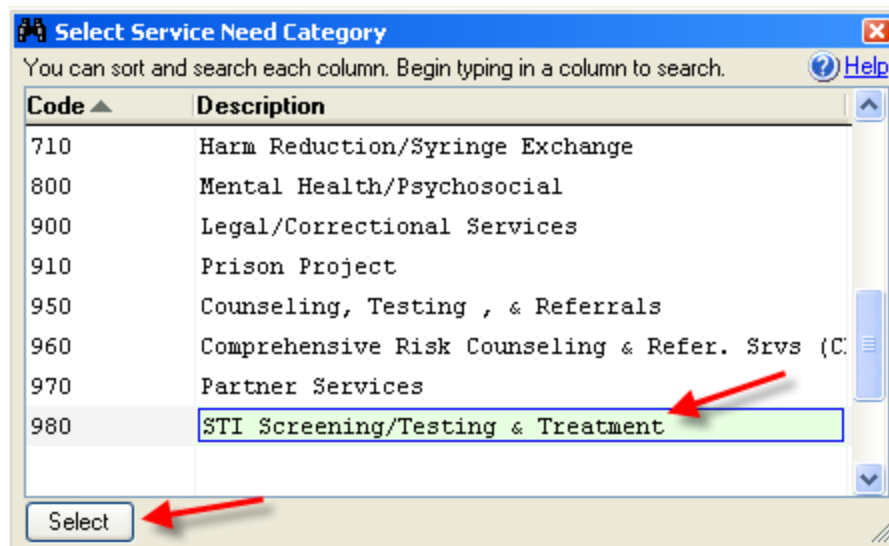 Select Service Need Category
You can sort and search each column. Begin typing in a column to search. Help
Code Description
710 Harm Reduction/Syringe Exchange
800 Mental Health/Psychosocial
900 Legal/Correctional Services
910 Prison Project
950 Counseling, Testing , & Referrals
960 Comprehensive Risk Counseling & Refer. Srvs (C
970 Partner Services
980 STI Screening/Testing & Treatment
Select